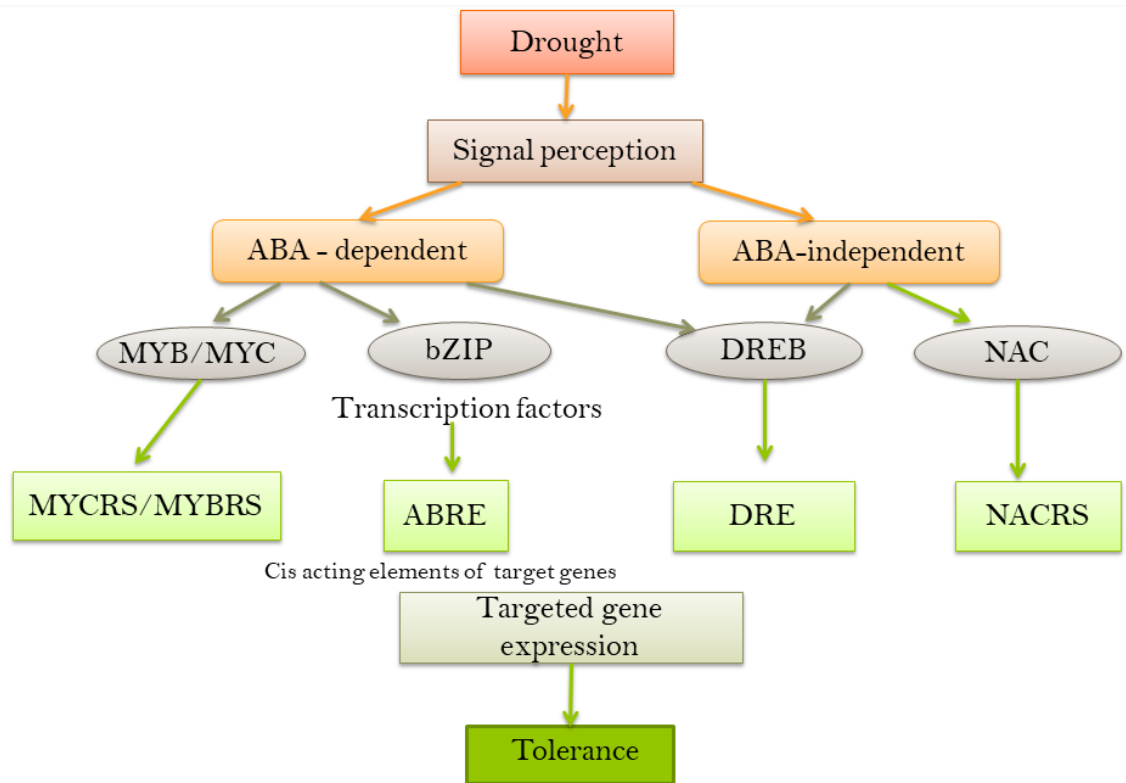 Drought
Signal perception
ABA - dependent
ABA-independent
MYB/MYC
bZIP
DREB
NAC
Transcription factors
MYCRS/MYBRS
ABRE
DRE
NACRS
Cis acting elements of target genes
Targeted gene
expression
Tolerance